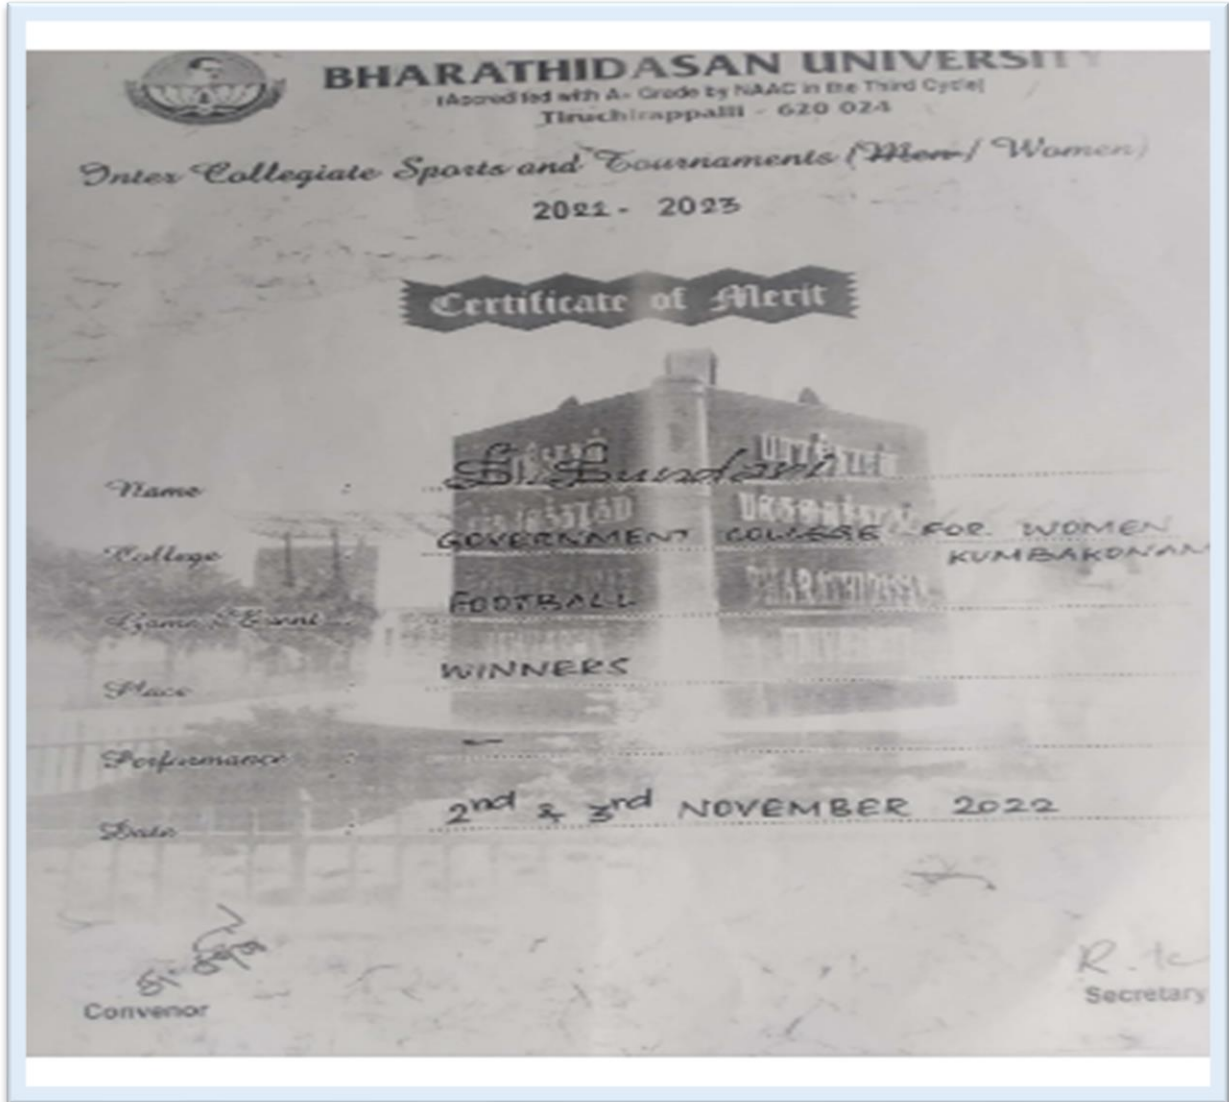 BHARATHIDASAN UNIVERSITY
(Accredited with A+ Grade by NAAC in the Third Cycle)
Tiruchirappalli - 620 024
Inter Collegiate Sports and Tournaments (Men / Women)
2022 - 2023
Certificate of Merit
Name : S. Sundari
College : GOVERNMENT COLLEGE FOR WOMEN
KUMBAKONAM
Game / Event : FOOTBALL
Place : WINNERS
Performance : —
Date : 2nd & 3rd NOVEMBER 2022
R.
Convenor
Secretary